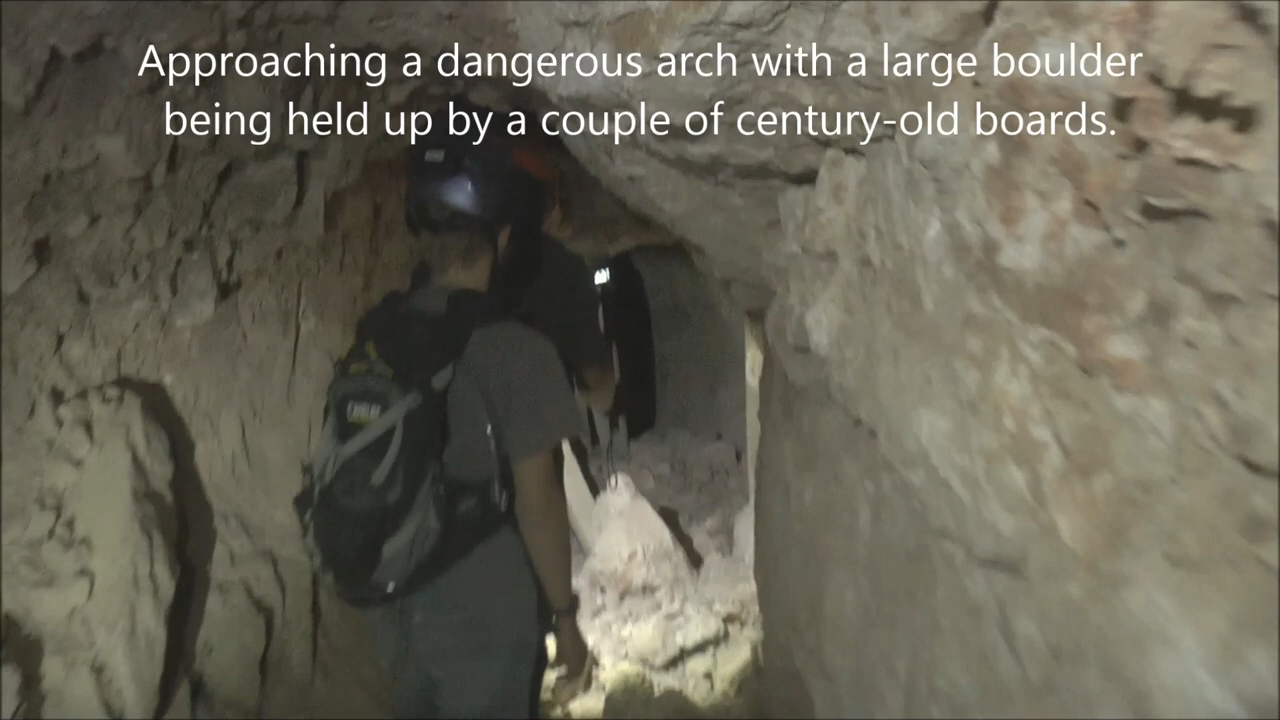 Approaching a dangerous arch with a large boulder
being held up by a couple of century-old boards.